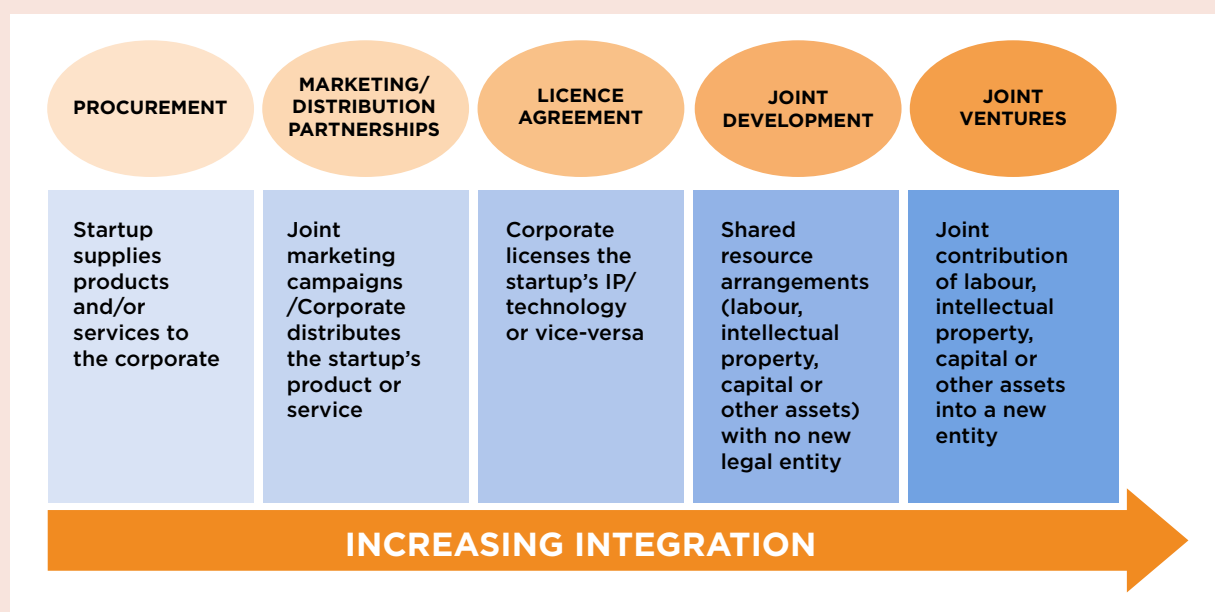 PROCUREMENT
MARKETING/
DISTRIBUTION
PARTNERSHIPS
LICENCE
AGREEMENT
JOINT
DEVELOPMENT
JOINT
VENTURES
Startup
supplies
products
and/or
services to
the corporate
Joint
marketing
campaigns
/Corporate
distributes
the startup’s
product or
service
Corporate
licenses the
startup’s IP/
technology
or vice-versa
Shared
resource
arrangements
(labour,
intellectual
property,
capital or
other assets)
with no new
legal entity
Joint
contribution
of labour,
intellectual
property,
capital or
other assets
into a new
entity
INCREASING INTEGRATION